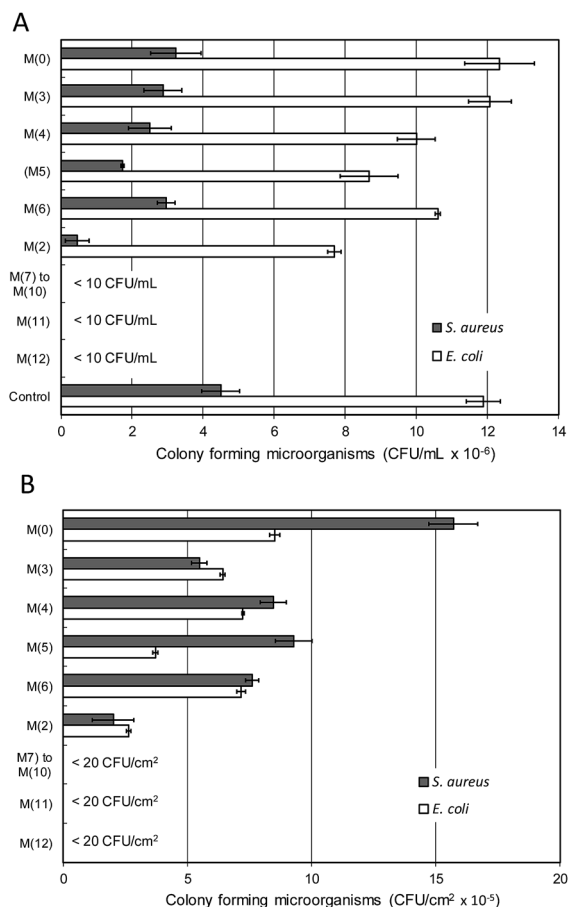 A
M(0)
M(3)
M(4)
(M5)
M(6)
M(2)
M(7) to
M(10)
< 10 CFU/mL
M(11)
< 10 CFU/mL
M(12)
< 10 CFU/mL
Control
S. aureus
E. coli
0 2 4 6 8 10 12 14
Colony forming microorganisms (CFU/mL x 10-6)
B
M(0)
M(3)
M(4)
M(5)
M(6)
M(2)
M7) to
M(10)
< 20 CFU/cm²
M(11)
< 20 CFU/cm²
M(12)
< 20 CFU/cm²
S. aureus
E. coli
0 5 10 15 20
Colony forming microorganisms (CFU/cm² x 10-5)